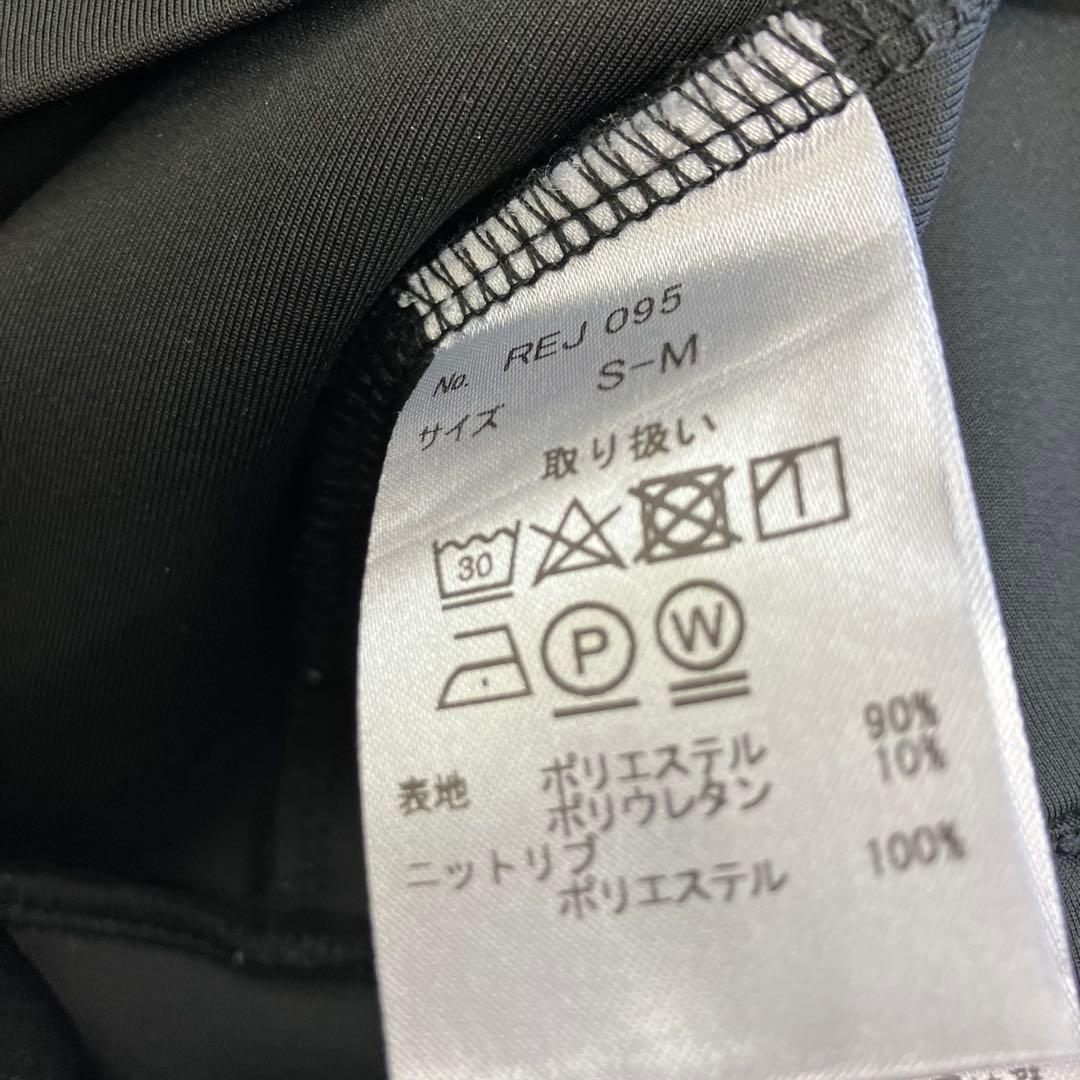 No. REJ 095
サイズ S-M
取り扱い
30
P W
表地 ポリエステル 90%
ポリウレタン 10%
ニットリブ
ポリエステル 100%